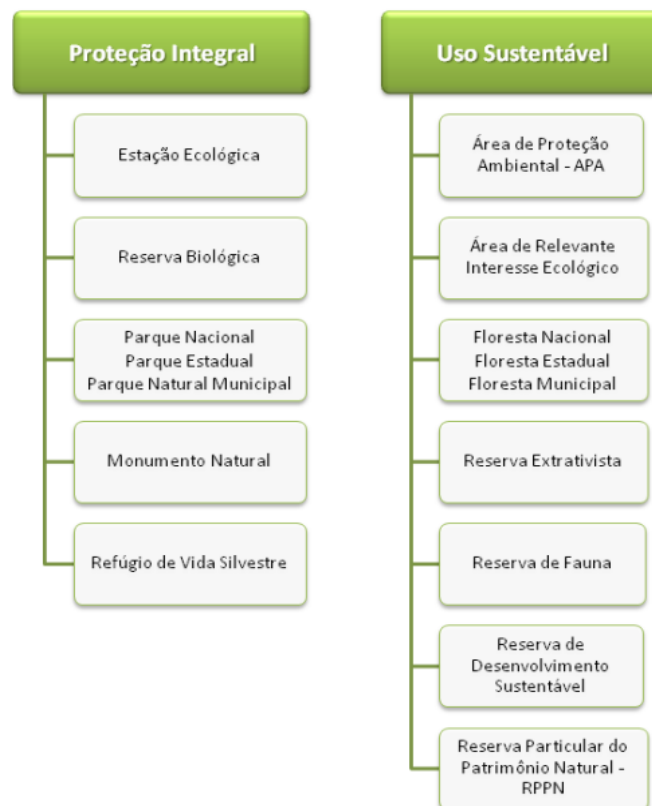 Proteção Integral
Estação Ecológica
Reserva Biológica
Parque Nacional
Parque Estadual
Parque Natural Municipal
Monumento Natural
Refúgio de Vida Silvestre
Uso Sustentável
Área de Proteção
Ambiental - APA
Área de Relevante
Interesse Ecológico
Floresta Nacional
Floresta Estadual
Floresta Municipal
Reserva Extrativista
Reserva de Fauna
Reserva de
Desenvolvimento
Sustentável
Reserva Particular do
Patrimônio Natural -
RPPN